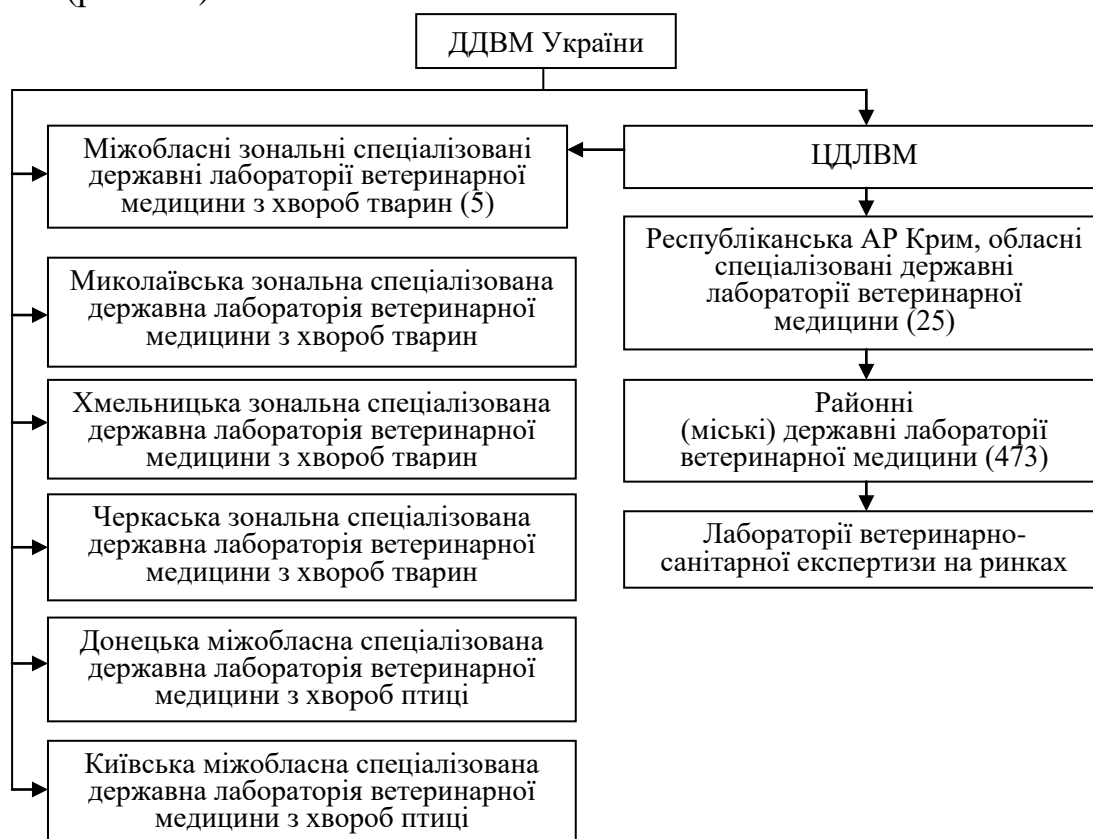 ДДВМ України
Міжобласні зональні спеціалізовані
державні лабораторії ветеринарної
медицини з хвороб тварин (5)
ЦДЛВМ
Республіканська АР Крим, обласні
спеціалізовані державні
лабораторії ветеринарної
медицини (25)
Миколаївська зональна спеціалізована
державна лабораторія ветеринарної
медицини з хвороб тварин
Районні
(міські) державні лабораторії
ветеринарної медицини (473)
Хмельницька зональна спеціалізована
державна лабораторія ветеринарної
медицини з хвороб тварин
Лабораторії ветеринарно-
санітарної експертизи на ринках
Черкаська зональна спеціалізована
державна лабораторія ветеринарної
медицини з хвороб тварин
Донецька міжобласна спеціалізована
державна лабораторія ветеринарної
медицини з хвороб птиці
Київська міжобласна спеціалізована
державна лабораторія ветеринарної
медицини з хвороб птиці